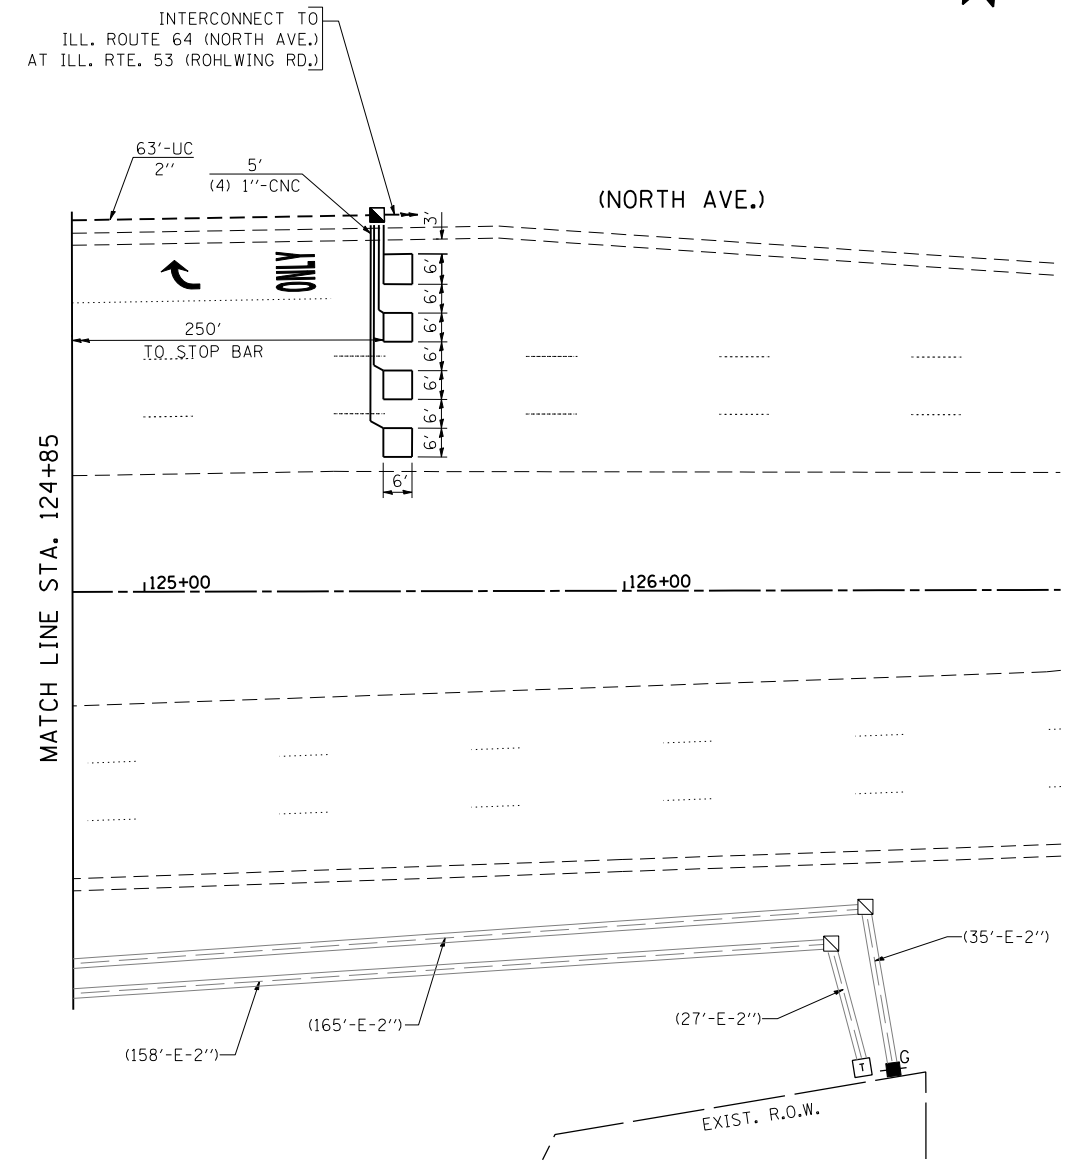 INTERCONNECT TO
ILL. ROUTE 64 (NORTH AVE.)
AT ILL. RTE. 53 (ROHLWING RD.)
63'-UC
2''
5'
(4) 1''-CNC
(NORTH AVE.)
3'
6'
6'
6'
6'
6'
6'
6'
6'
ONLY
250'
TO STOP BAR
MATCH LINE STA. 124+85
125+00
126+00
(35'-E-2'')
(165'-E-2'')
(27'-E-2'')
(158'-E-2'')
T
G
EXIST. R.O.W.